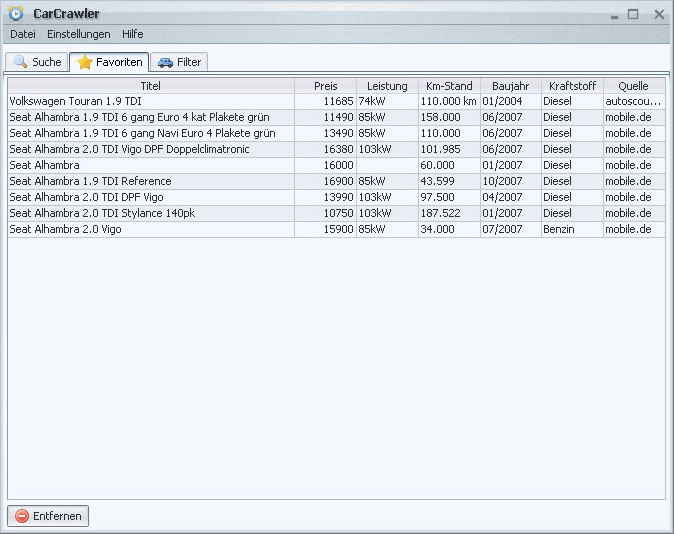 CarCrawler
Datei Einstellungen Hilfe
Suche Favoriten Filter
Titel Preis Leistung Km-Stand Baujahr Kraftstoff Quelle
Volkswagen Touran 1.9 TDI 11685 74kW 110.000 km 01/2004 Diesel autoscou...
Seat Alhambra 1.9 TDI 6 gang Euro 4 kat Plakete grün 11490 85kW 158.000 06/2007 Diesel mobile.de
Seat Alhambra 1.9 TDI 6 gang Navi Euro 4 Plakete grün 13490 85kW 110.000 06/2007 Diesel mobile.de
Seat Alhambra 2.0 TDI Vigo DPF Doppelclimatronic 16380 103kW 101.985 06/2007 Diesel mobile.de
Seat Alhambra 16000 60.000 01/2007 Diesel mobile.de
Seat Alhambra 1.9 TDI Reference 16900 85kW 43.599 10/2007 Diesel mobile.de
Seat Alhambra 2.0 TDI DPF Vigo 13990 103kW 97.500 04/2007 Diesel mobile.de
Seat Alhambra 2.0 TDI Stylance 140pk 10750 103kW 187.522 01/2007 Diesel mobile.de
Seat Alhambra 2.0 Vigo 15900 85kW 34.000 07/2007 Benzin mobile.de
Entfernen